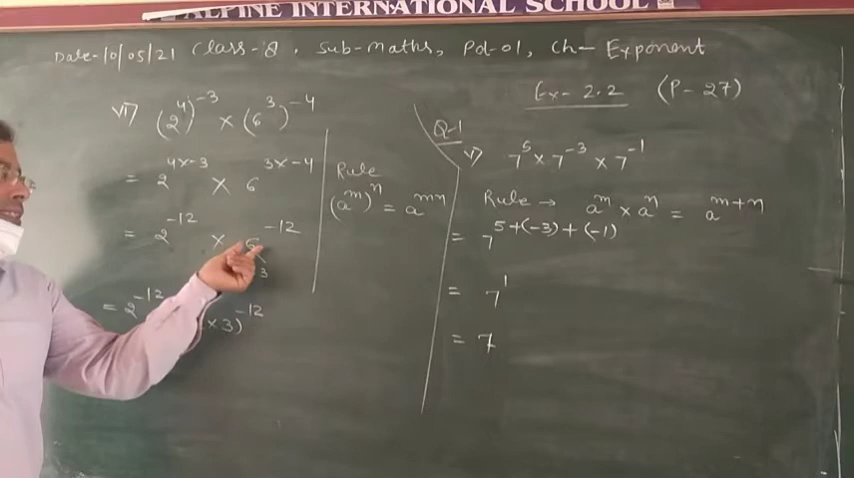 ALPINE INTERNATIONAL SCHOOL
Date-10/05/21 Class-8, Sub-Maths, Pd-01, Ch- Exponent
Ex- 2.2 (P-27)
vi) (2⁴)⁻³ × (6³)⁻⁴
= 2⁴ˣ⁻³ × 6³ˣ⁻⁴
= 2⁻¹² × 6⁻¹²
3
= 2⁻¹² ×3)⁻¹²
Rule
(aᵐ)ⁿ = aᵐⁿ
Q-1
v) 7⁵ × 7⁻³ × 7⁻¹
Rule → aᵐ × aⁿ = aᵐ⁺ⁿ
= 7⁵⁺⁽⁻³⁾⁺⁽⁻¹⁾
= 7¹
= 7